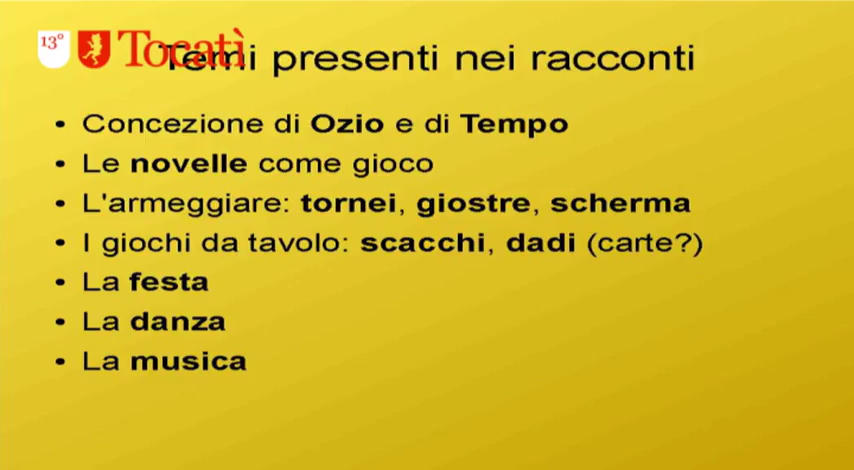 13° Tocatì
Temi presenti nei racconti
• Concezione di Ozio e di Tempo
• Le novelle come gioco
• L'armeggiare: tornei, giostre, scherma
• I giochi da tavolo: scacchi, dadi (carte?)
• La festa
• La danza
• La musica